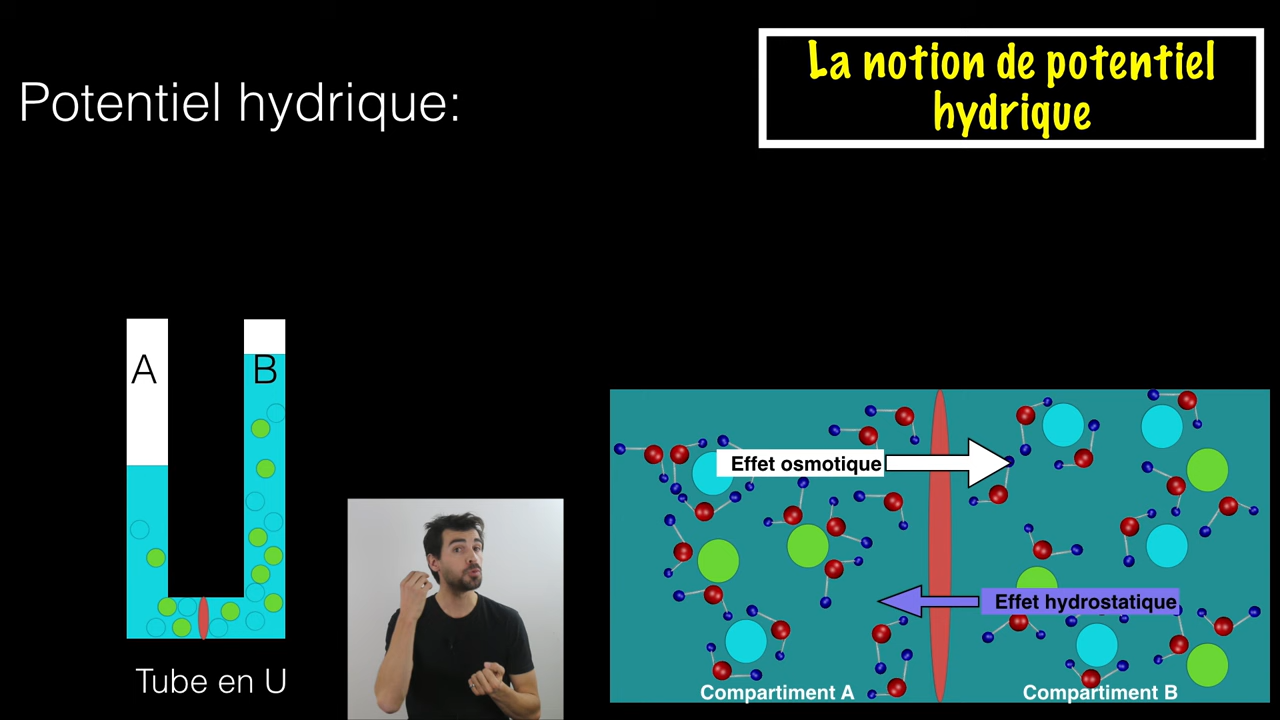 La notion de potentiel
hydrique
Potentiel hydrique:
A
B
Tube en U
Effet osmotique
Effet hydrostatique
Compartiment A
Compartiment B